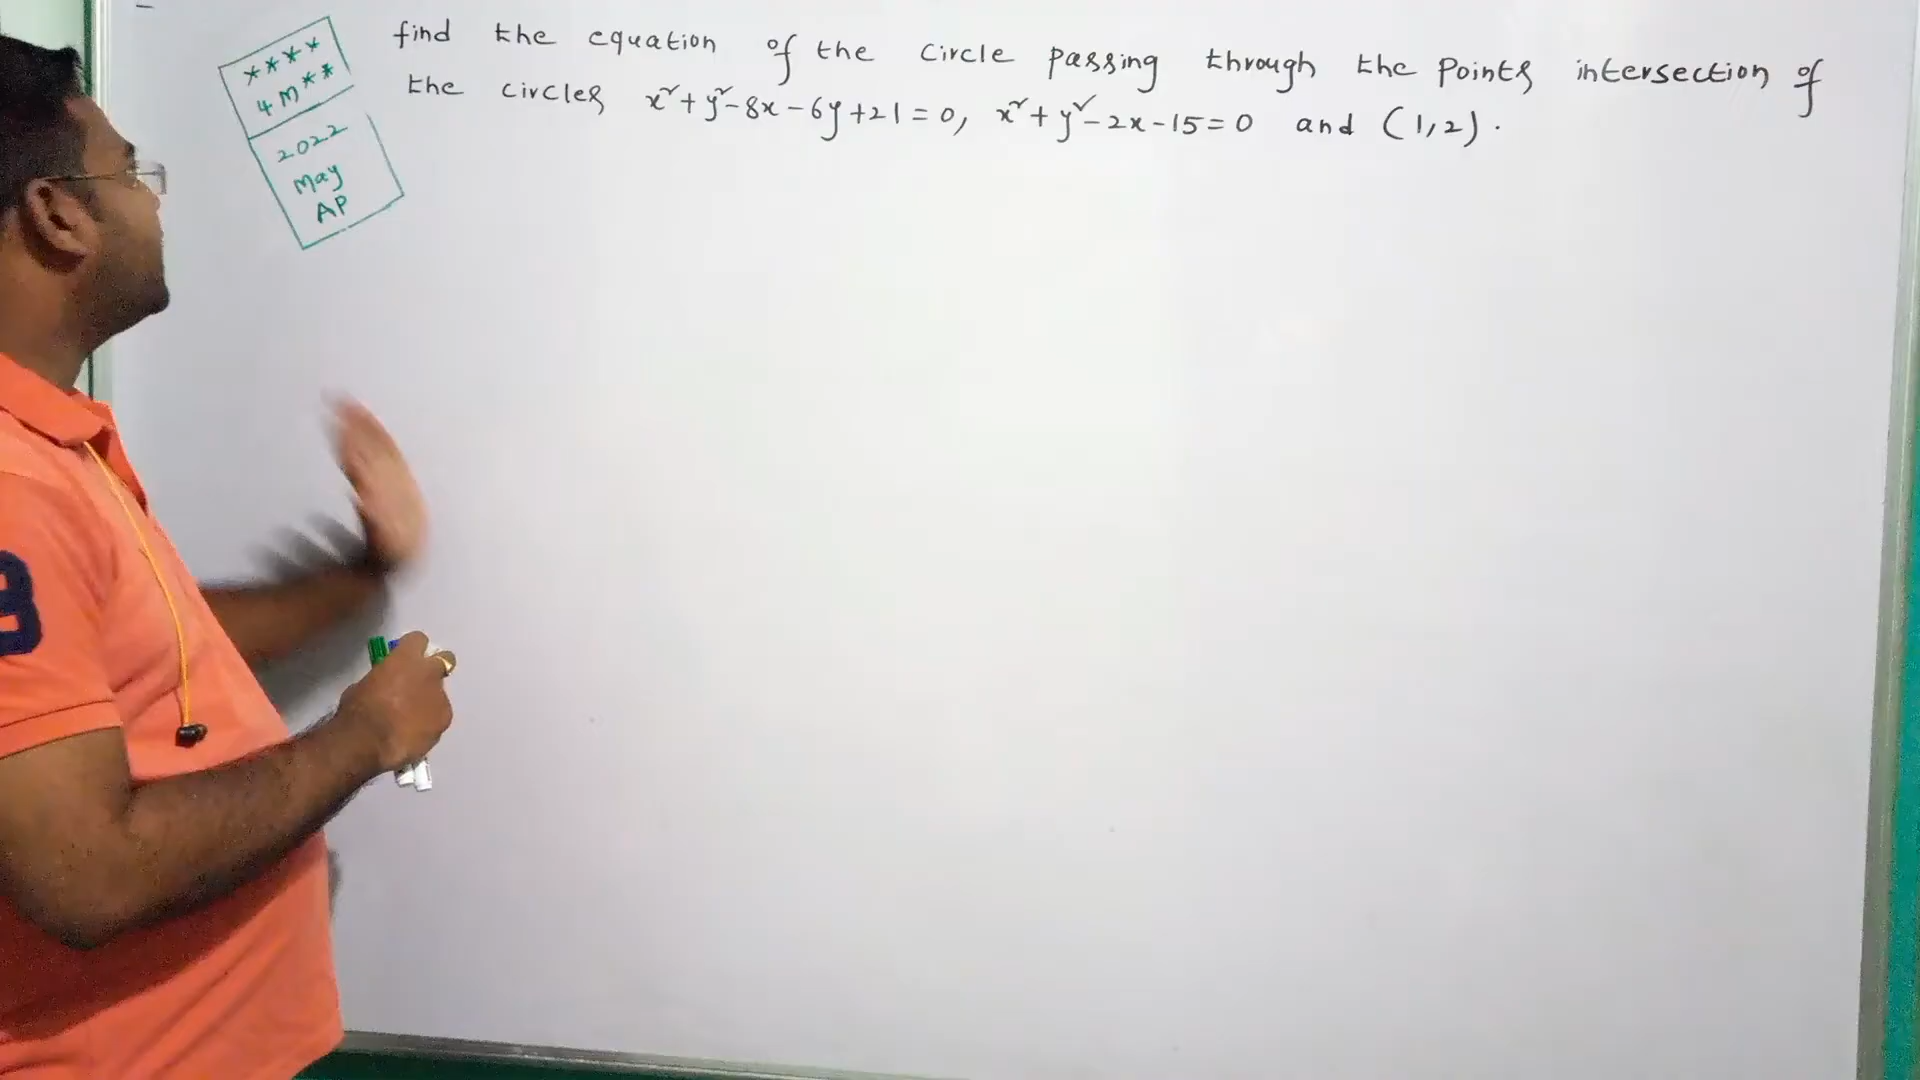 find the equation of the circle passing through the points intersection of
the circles x²+y²-8x-6y+21=0, x²+y²-2x-15=0 and (1,2).
****
4M**
2022
May
AP
3